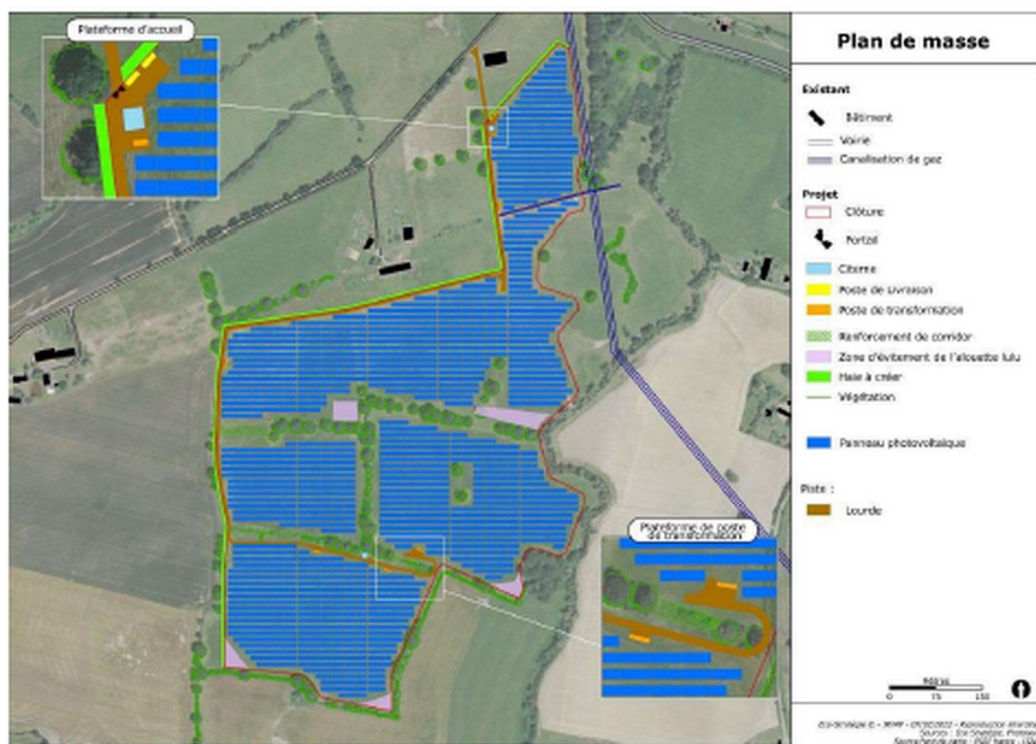 Plateforme d'accueil
Plan de masse
Existant
Bâtiment
Voirie
Canalisation de gaz
Projet
Clôture
Portail
Citerne
Poste de Livraison
Poste de transformation
Renforcement de corridor
Zone d'évitement de l'alouette lulu
Haie à créer
Végétation
Panneau photovoltaïque
Piste :
Lourde
Plateforme de poste
de transformation
Mètres
0 75 150